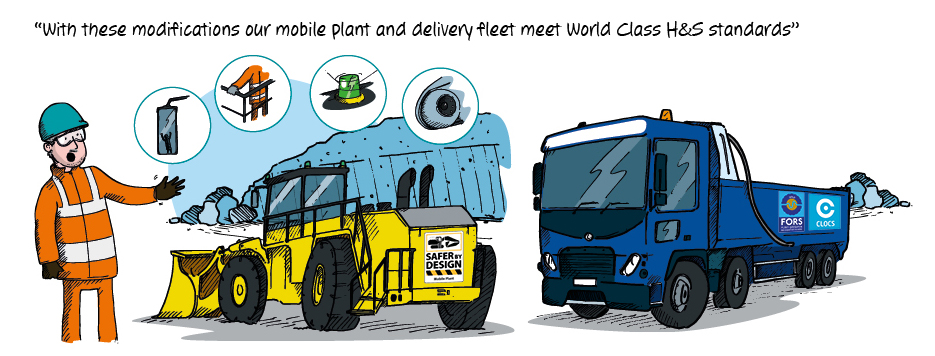 “With these modifications our mobile plant and delivery fleet meet World Class H&S standards”
SAFER BY
DESIGN
Mobile Plant
FORS
CLOCS